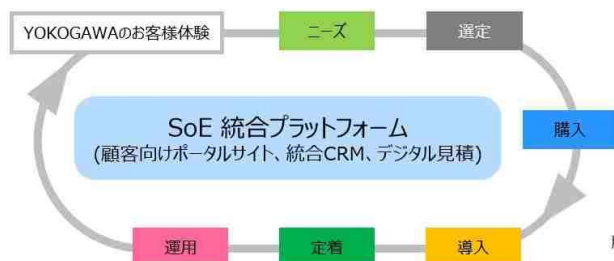 YOKOGAWAのお客様体験
ニーズ
選定
購入
SoE 統合プラットフォーム
(顧客向けポータルサイト、統合CRM、デジタル見積)
運用
定着
導入